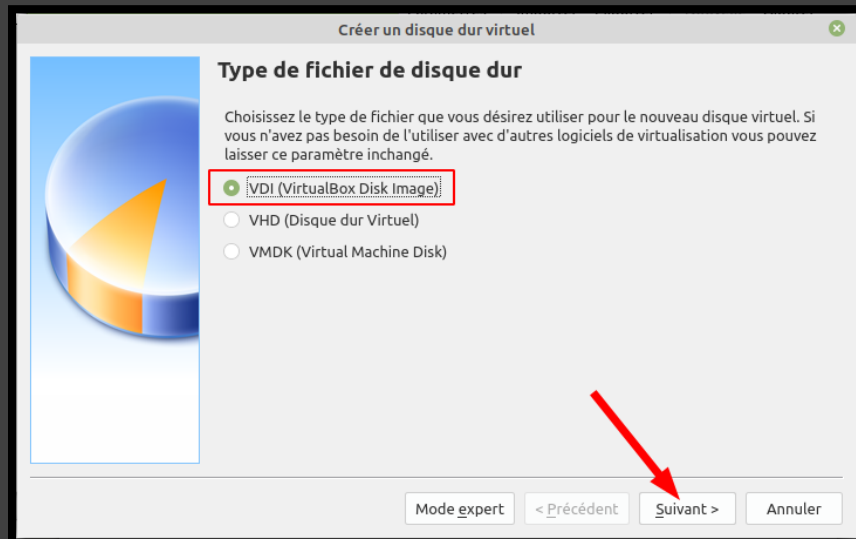 Créer un disque dur virtuel
Type de fichier de disque dur
Choisissez le type de fichier que vous désirez utiliser pour le nouveau disque virtuel. Si
vous n'avez pas besoin de l'utiliser avec d'autres logiciels de virtualisation vous pouvez
laisser ce paramètre inchangé.
VDI (VirtualBox Disk Image)
VHD (Disque dur Virtuel)
VMDK (Virtual Machine Disk)
Mode expert < Précédent Suivant > Annuler